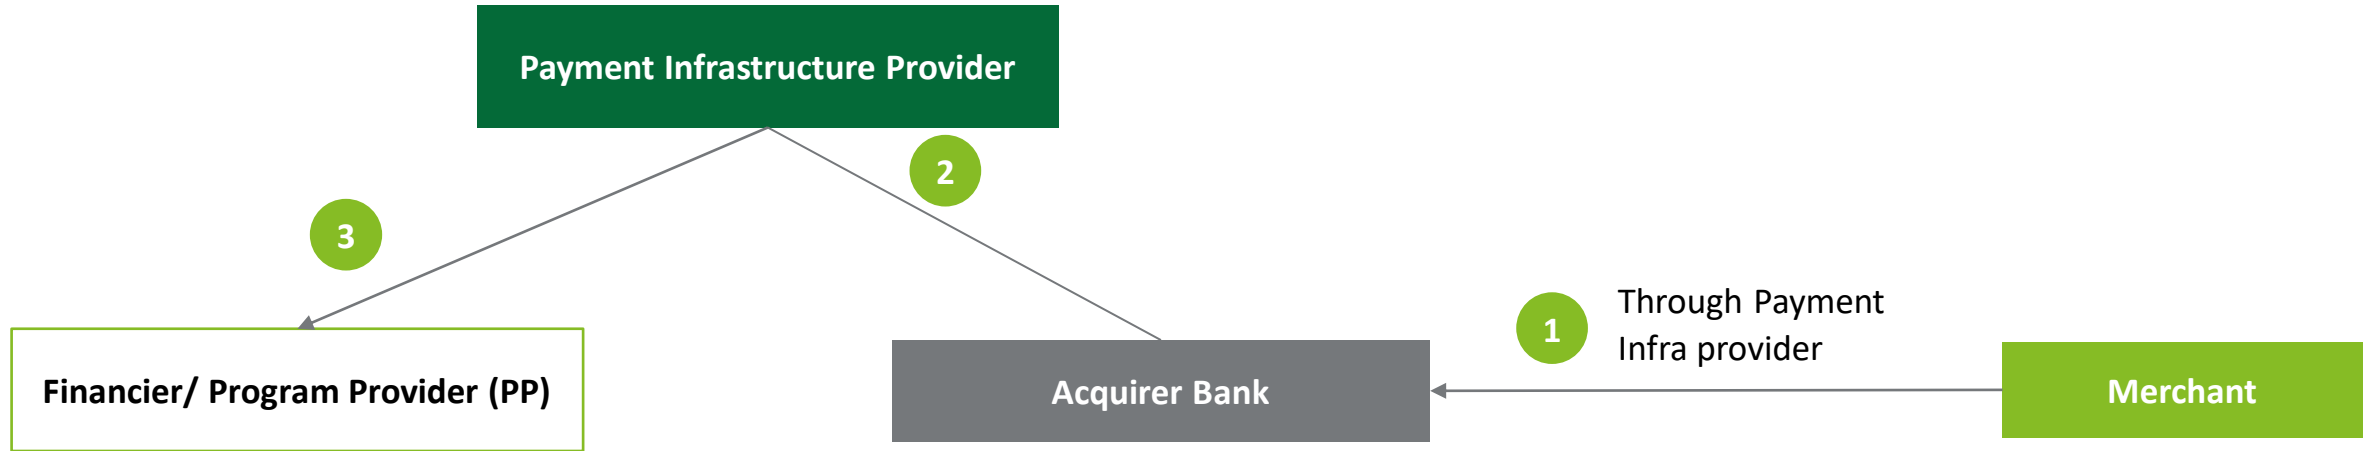 Payment Infrastructure Provider
2
3
Through Payment
1
Infra provider
Financier/ Program Provider (PP)
Acquirer Bank
Merchant